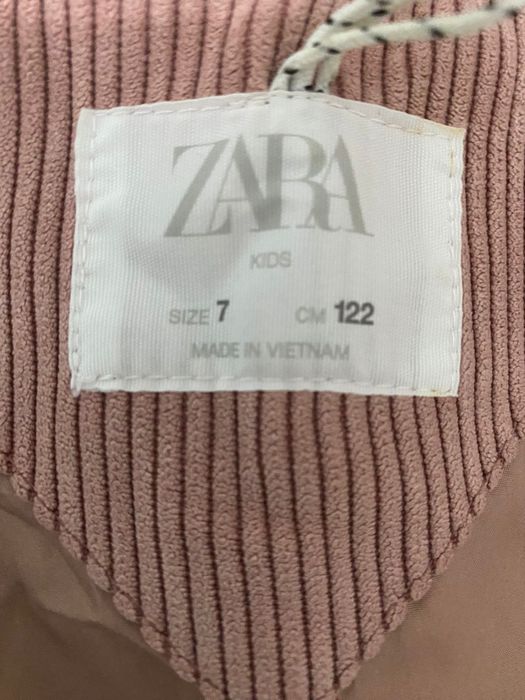 ZARA
KIDS
SIZE 7 CM 122
MADE IN VIETNAM